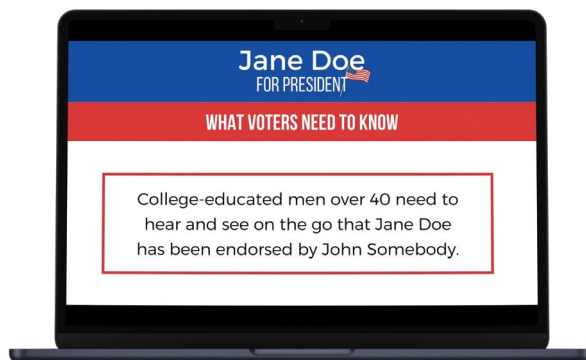 Jane Doe
FOR PRESIDENT
WHAT VOTERS NEED TO KNOW
College-educated men over 40 need to
hear and see on the go that Jane Doe
has been endorsed by John Somebody.